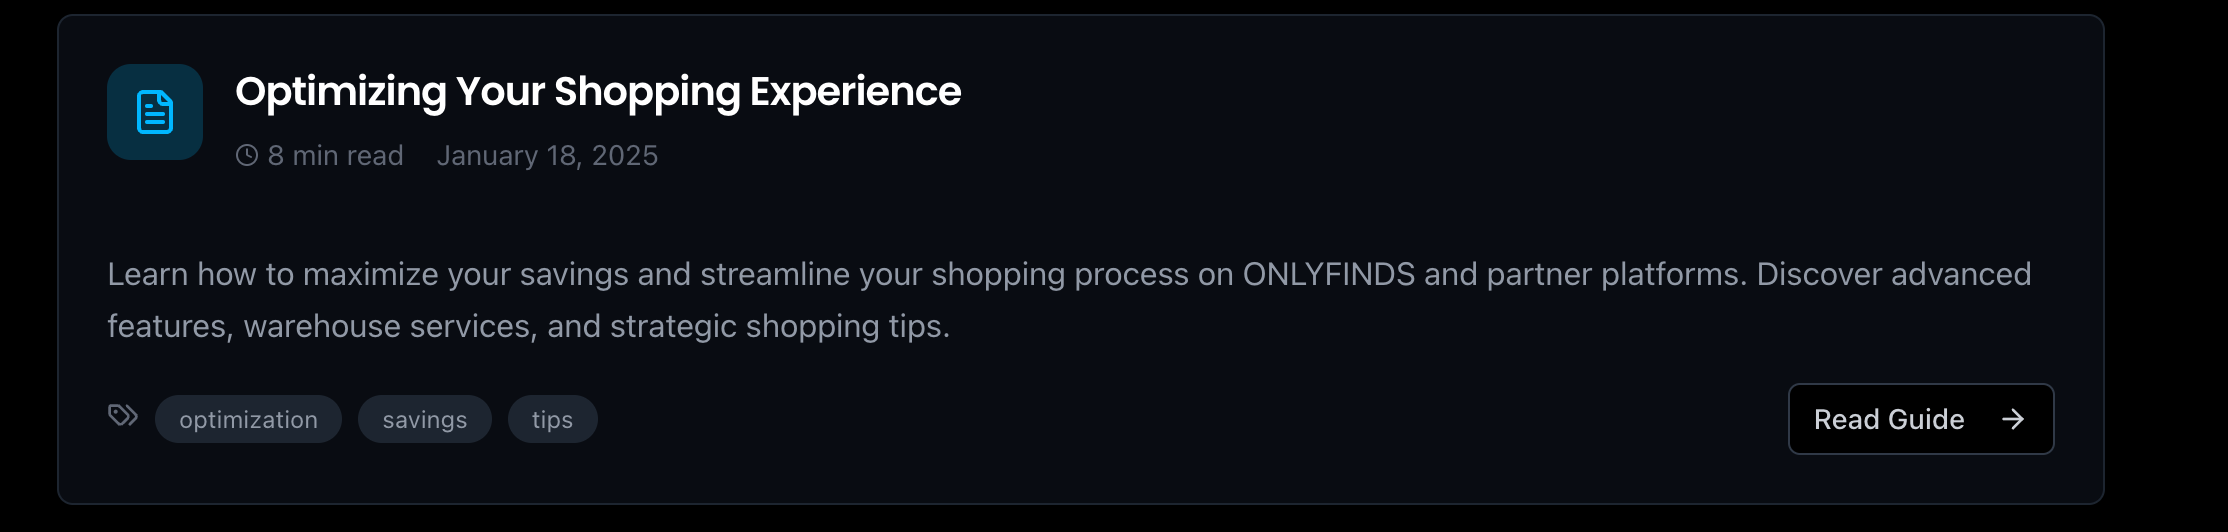 Optimizing Your Shopping Experience
8 min read January 18, 2025
Learn how to maximize your savings and streamline your shopping process on ONLYFINDS and partner platforms. Discover advanced
features, warehouse services, and strategic shopping tips.
optimization savings tips
Read Guide